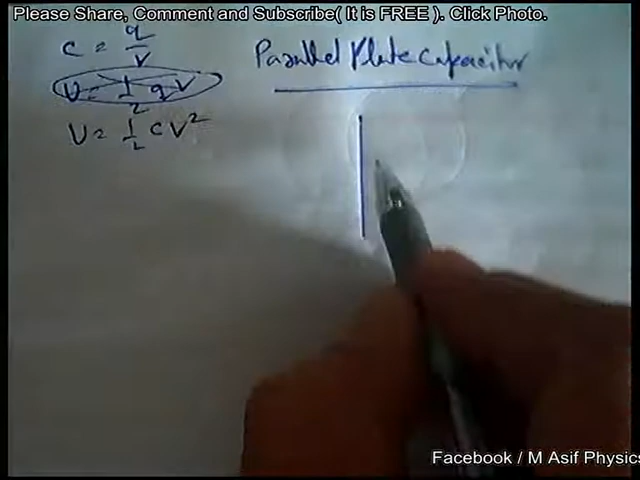 Please Share, Comment and Subscribe( It is FREE ). Click Photo.
C = q/V
Parallel Plate Capacitor
U = 1/2 qV
U = 1/2 CV²
Facebook / M Asif Physics